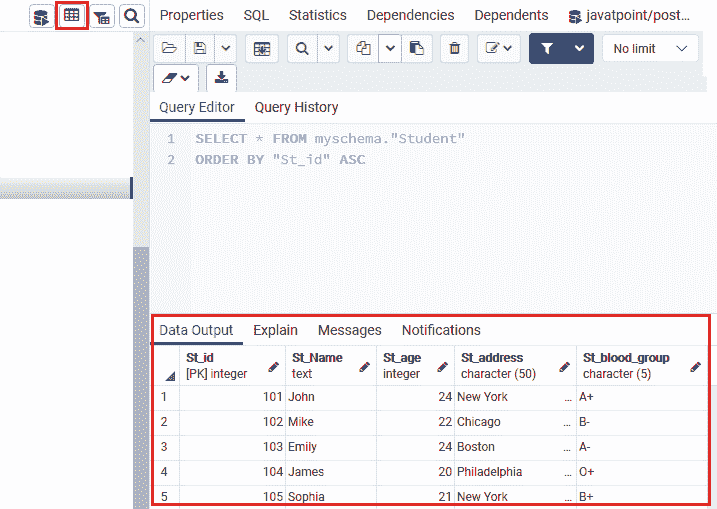 Properties SQL Statistics Dependencies Dependents javatpoint/post...
No limit
Query Editor Query History
1 SELECT * FROM myschema."Student"
2 ORDER BY "St_id" ASC
Data Output Explain Messages Notifications
St_id St_Name St_age St_address St_blood_group
[PK] integer text integer character (50) character (5)
1 101 John 24 New York ... A+
2 102 Mike 22 Chicago ... B-
3 103 Emily 24 Boston ... A-
4 104 James 20 Philadelphia ... O+
5 105 Sophia 21 New York ... B+